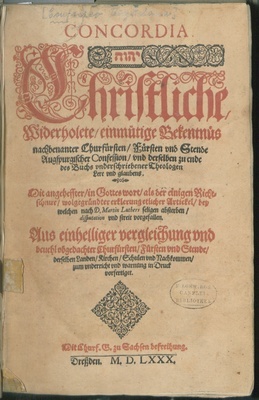 CONCORDIA.
יהוה
Christliche,
Widerholete, einmütige Bekentnüs
nachbenanter Churfürsten, Fürsten vnd Stende
Augspurgischer Confession, vnd derselben zu ende
des Buchs vnderschriebener Theologen
Lere vnd glaubens.
Mit angeheffter, in Gottes wort, als der einigen Richt-
schnur, wolgegründter erklerung etlicher Artickel, bey
welchen nach D. Martin Luthers seligen absterben,
disputation vnd streit vorgefallen.
Aus einhelliger vergleichung vnd
beuehl obgedachter Churfürsten, Fürsten vnd Stende,
derselben Landen, Kirchen, Schulen vnd Nachkommen,
zum vnderricht vnd warnung in Druck
vorfertiget.
Mit Churf. G. zu Sachsen befreihung.
Dreßden. M. D. LXXX.